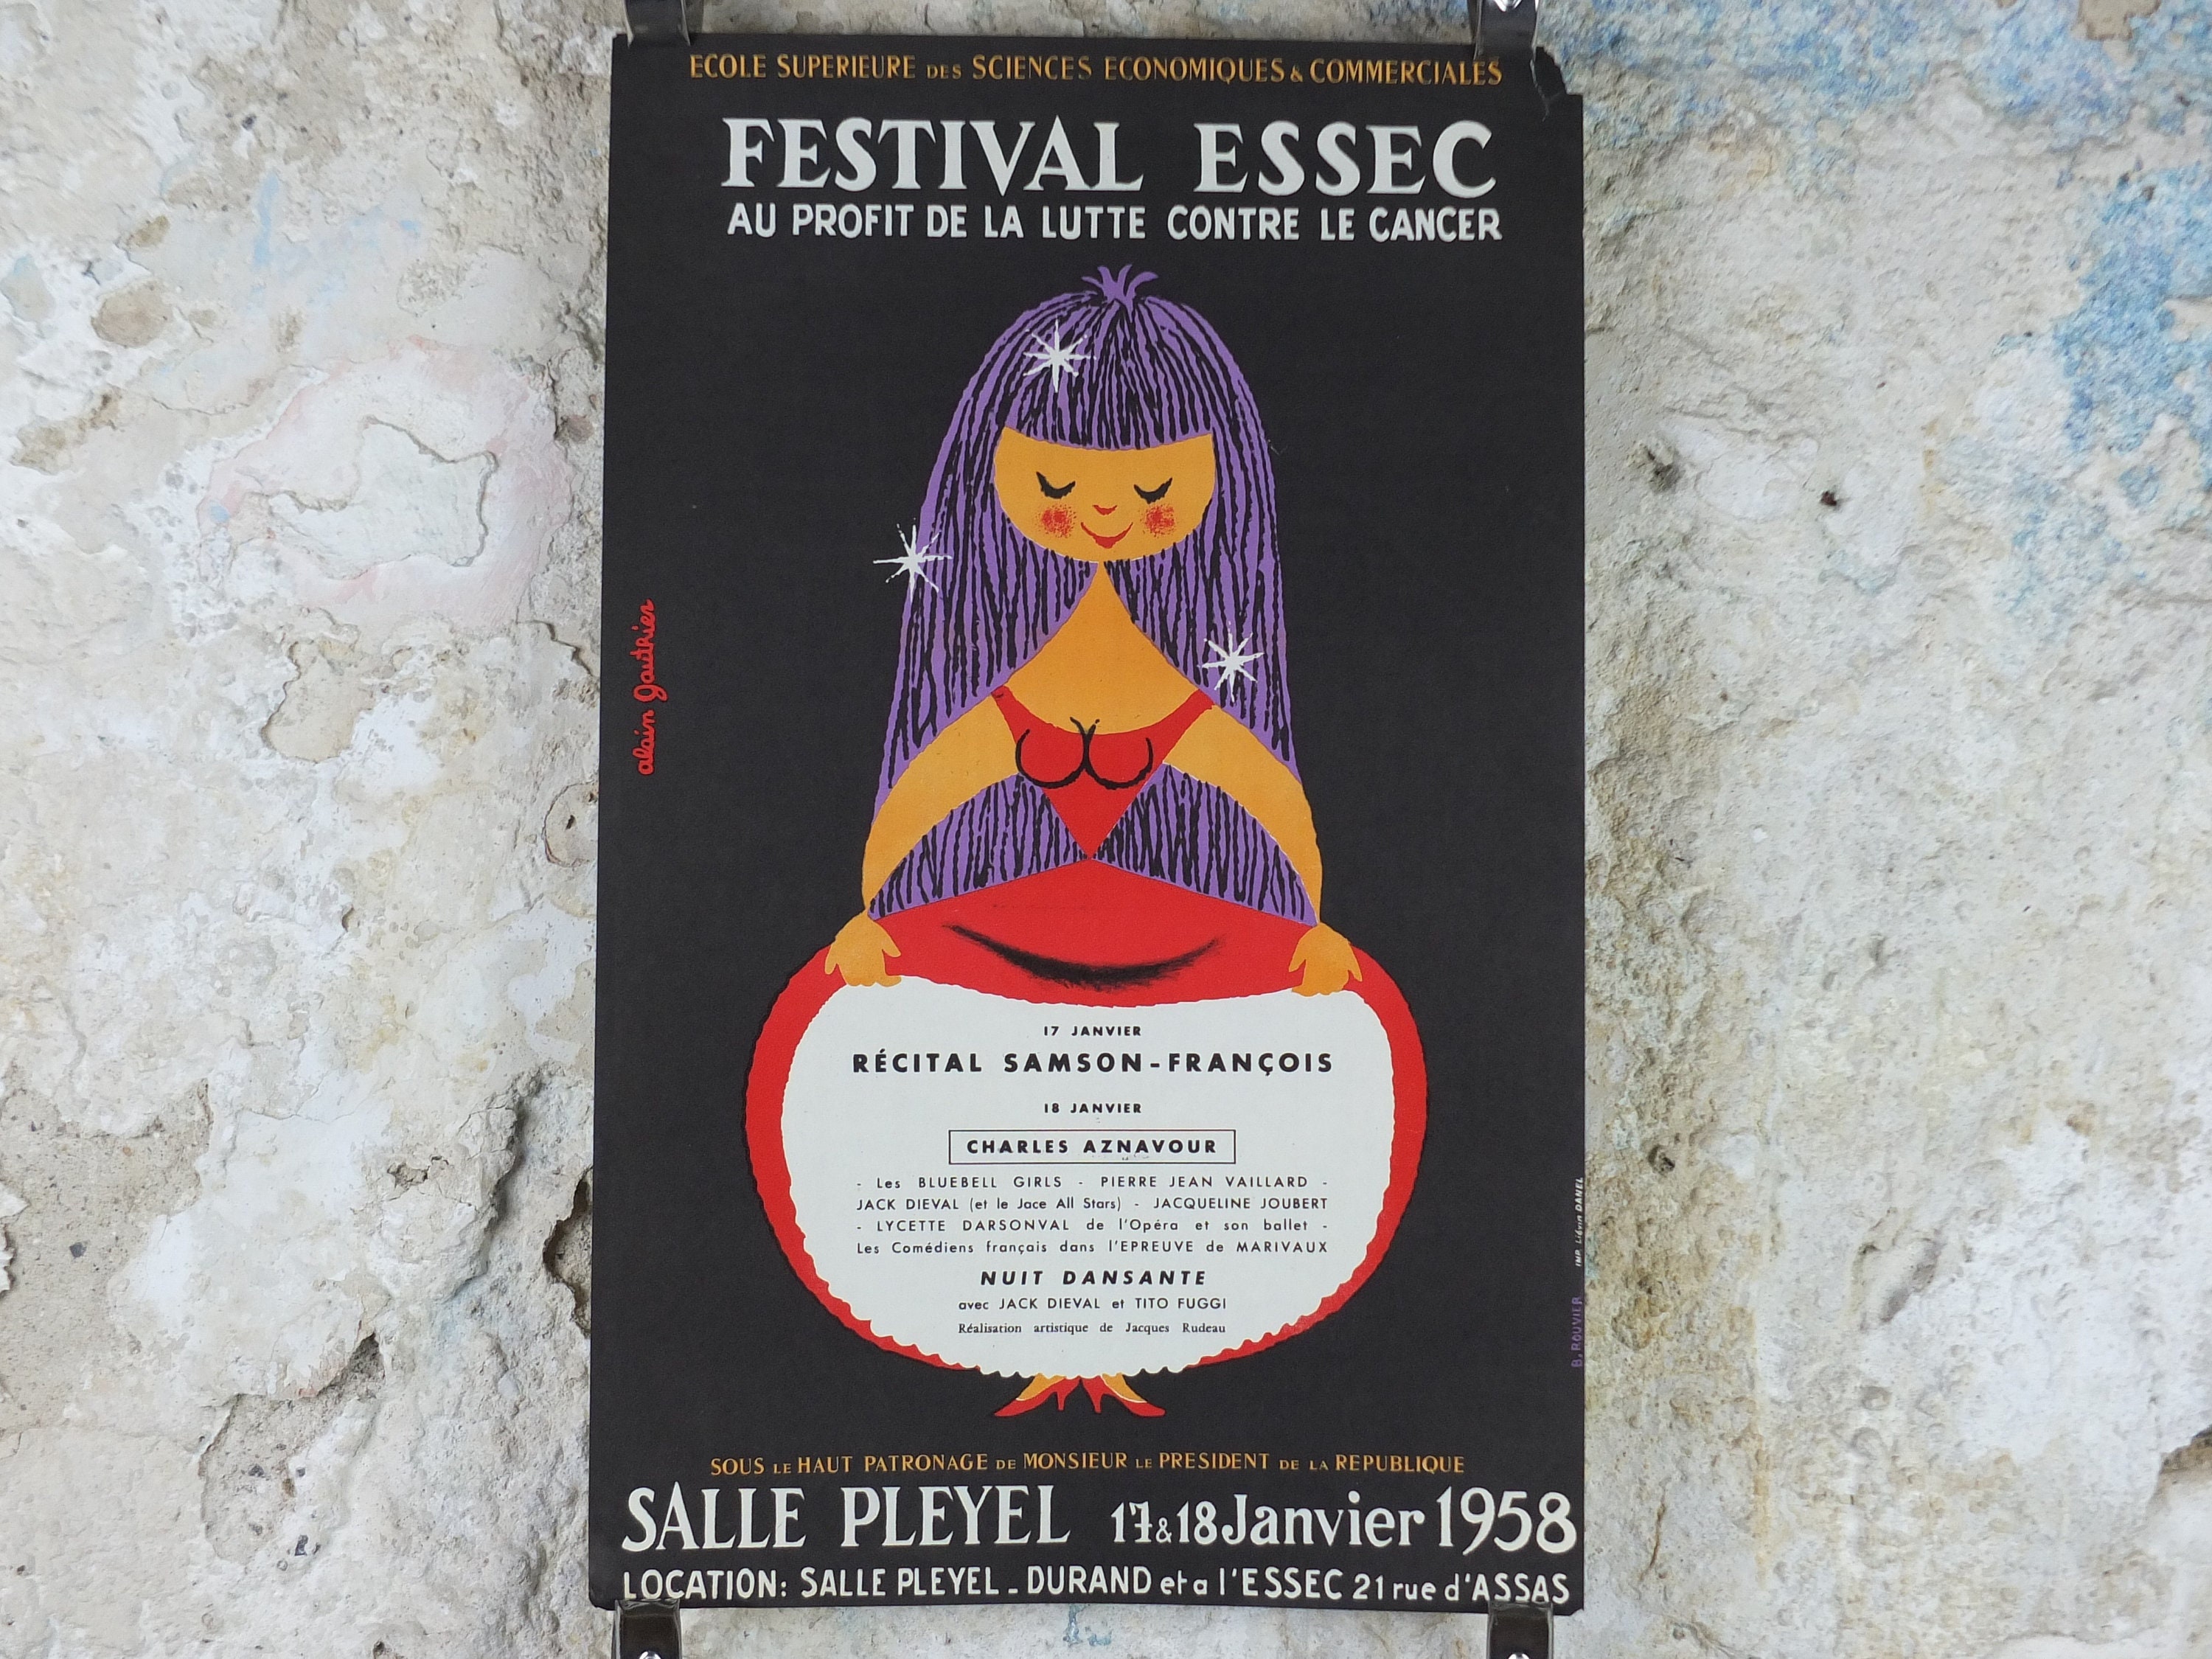 ECOLE SUPERIEURE DES SCIENCES ECONOMIQUES & COMMERCIALES
FESTIVAL ESSEC
AU PROFIT DE LA LUTTE CONTRE LE CANCER
alain gauthier
17 JANVIER
RÉCITAL SAMSON-FRANÇOIS
18 JANVIER
CHARLES AZNAVOUR
- Les BLUEBELL GIRLS - PIERRE JEAN VAILLARD -
JACK DIEVAL (et le Jace All Stars) - JACQUELINE JOUBERT
- LYCETTE DARSONVAL de l'Opéra et son ballet -
Les Comédiens français dans l'EPREUVE de MARIVAUX
NUIT DANSANTE
avec JACK DIEVAL et TITO FUGGI
Réalisation artistique de Jacques Rudeau
B. ROUVIER IMP. Liévin DANEL
SOUS LE HAUT PATRONAGE DE MONSIEUR LE PRESIDENT DE LA REPUBLIQUE
SALLE PLEYEL 17 & 18 Janvier 1958
LOCATION: SALLE PLEYEL - DURAND et a l'ESSEC 21 rue d'ASSAS